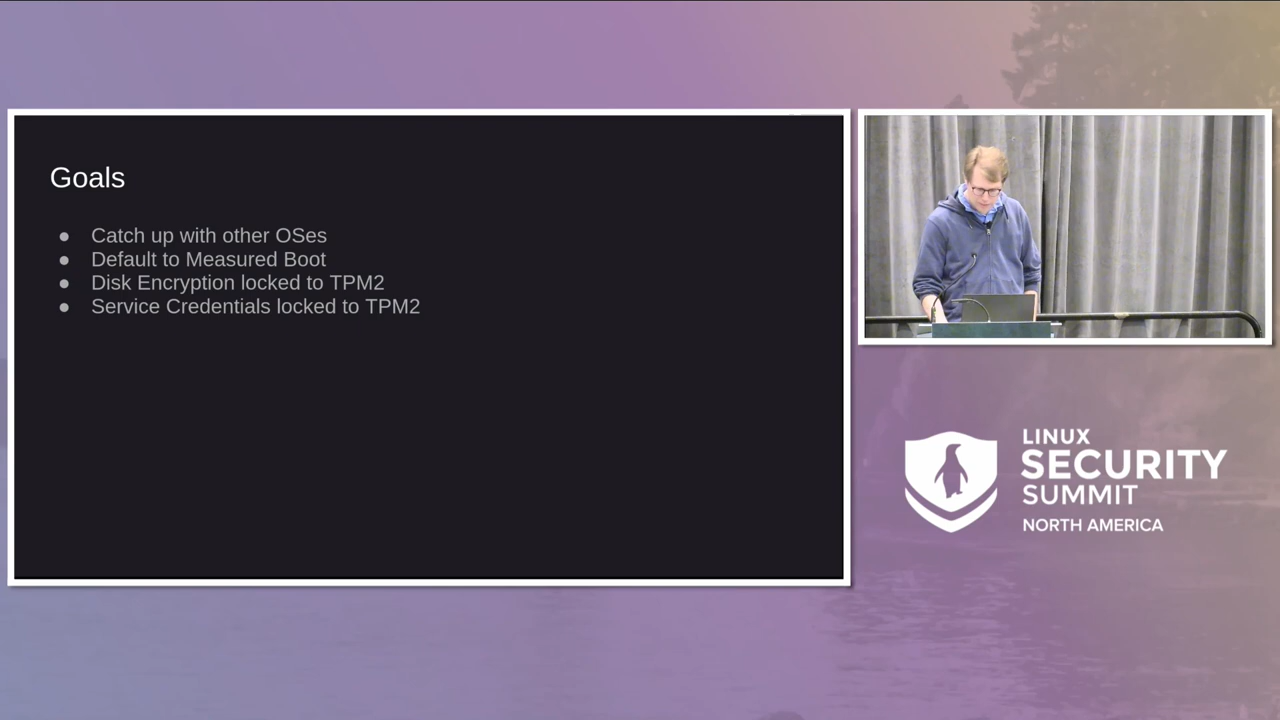 Goals
● Catch up with other OSes
● Default to Measured Boot
● Disk Encryption locked to TPM2
● Service Credentials locked to TPM2
LINUX
SECURITY
SUMMIT
NORTH AMERICA